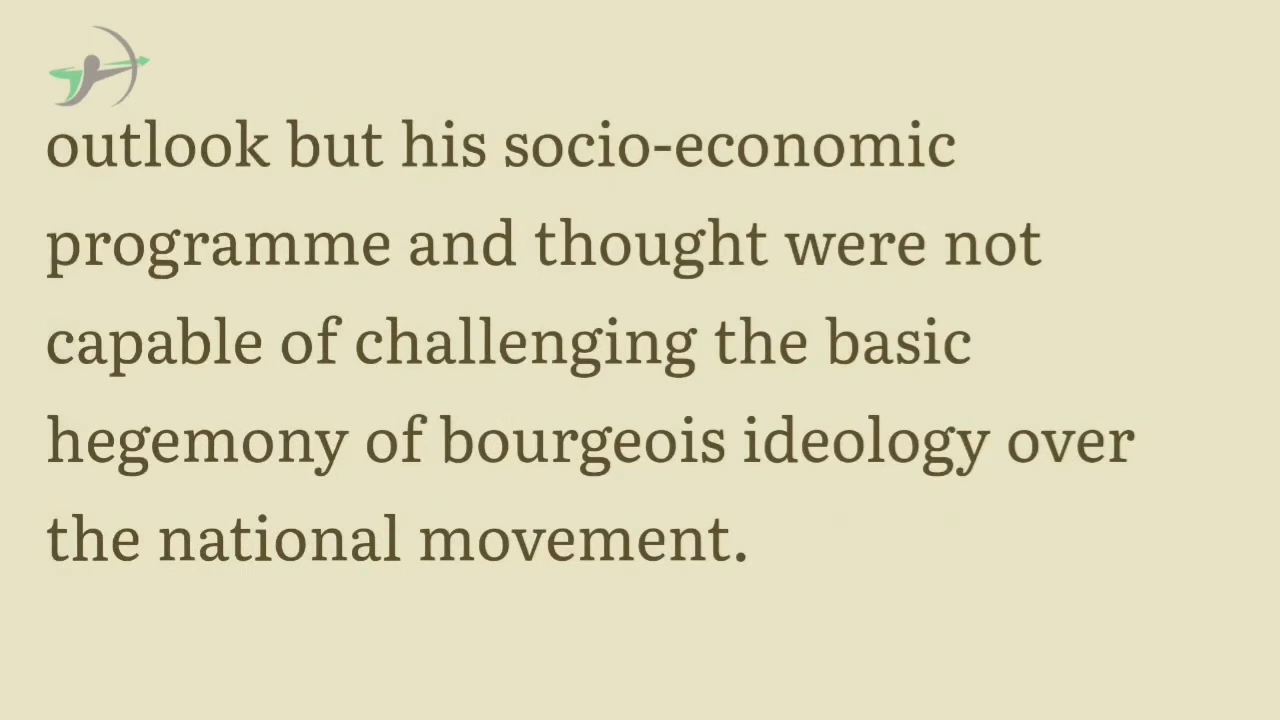 outlook but his socio-economic
programme and thought were not
capable of challenging the basic
hegemony of bourgeois ideology over
the national movement.